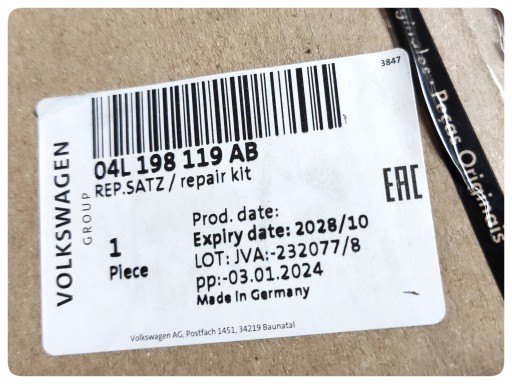 3847
04L 198 119 AB
REP.SATZ / repair kit
EAC
VOLKSWAGEN
GROUP
1
Piece
Prod. date:
Expiry date: 2028/10
LOT: JVA:-232077/8
pp:-03.01.2024
Made in Germany
Volkswagen AG, Postfach 1451, 34219 Baunatal
Peças Originais